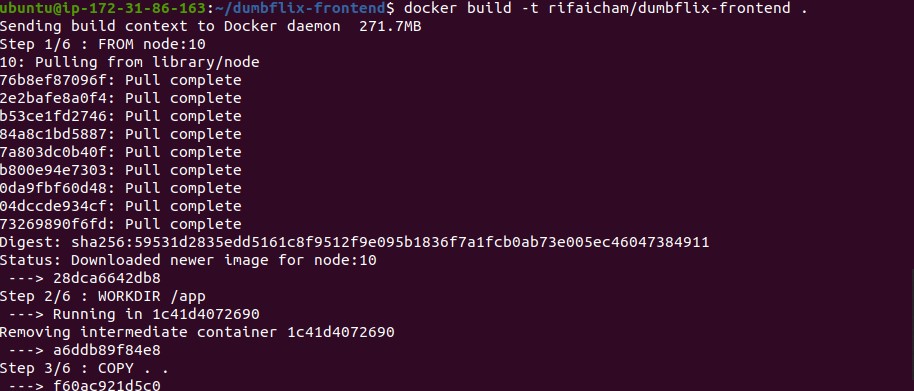 ubuntu@ip-172-31-86-163:~/dumbflix-frontend$ docker build -t rifaicham/dumbflix-frontend .
Sending build context to Docker daemon  271.7MB
Step 1/6 : FROM node:10
10: Pulling from library/node
76b8ef87096f: Pull complete
2e2bafe8a0f4: Pull complete
b53ce1fd2746: Pull complete
84a8c1bd5887: Pull complete
7a803dc0b40f: Pull complete
b800e94e7303: Pull complete
0da9fbf60d48: Pull complete
04dccde934cf: Pull complete
73269890f6fd: Pull complete
Digest: sha256:59531d2835edd5161c8f9512f9e095b1836f7a1fcb0ab73e005ec46047384911
Status: Downloaded newer image for node:10
 ---> 28dca6642db8
Step 2/6 : WORKDIR /app
 ---> Running in 1c41d4072690
Removing intermediate container 1c41d4072690
 ---> a6ddb89f84e8
Step 3/6 : COPY . .
 ---> f60ac921d5c0